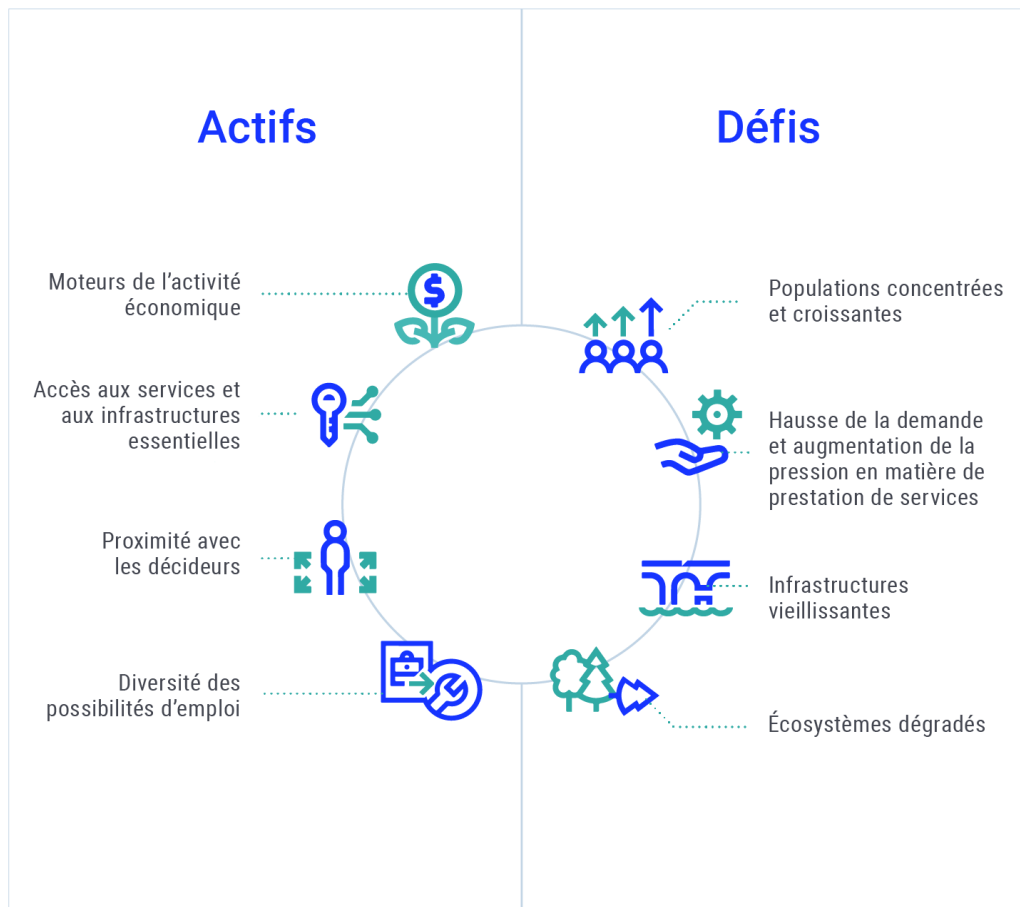 Actifs
Moteurs de l’activité
économique
Accès aux services et
aux infrastructures
essentielles
Proximité avec
les décideurs
Diversité des
possibilités d’emploi
Défis
Populations concentrées
et croissantes
Hausse de la demande
et augmentation de la
pression en matière de
prestation de services
Infrastructures
vieillissantes
Écosystèmes dégradés
$